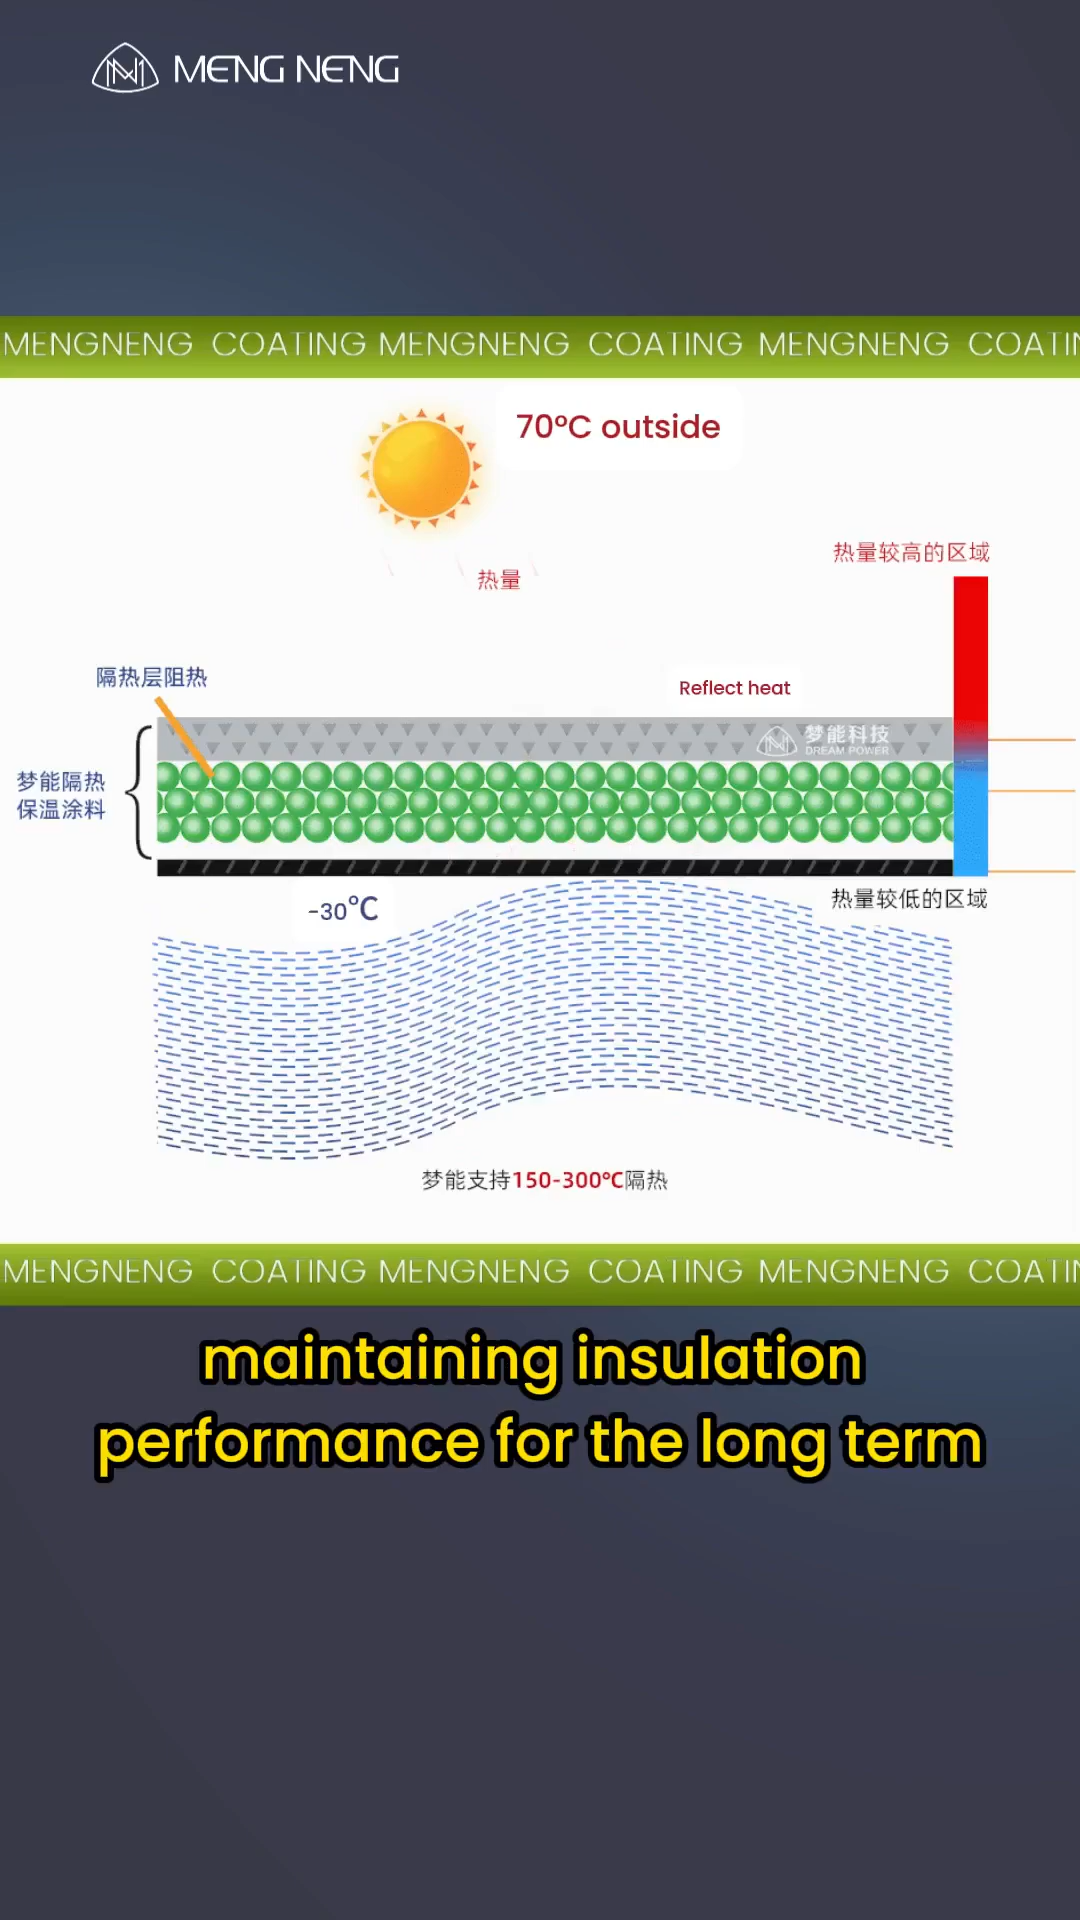 MENG NENG
MENGNENG COATING MENGNENG COATING MENGNENG COATIN
70°C outside
热量较高的区域
热量
隔热层阻热
Reflect heat
梦能科技
DREAM POWER
梦能隔热
保温涂料
-30℃
热量较低的区域
梦能支持150-300℃隔热
MENGNENG COATING MENGNENG COATING MENGNENG COATIN
maintaining insulation
performance for the long term